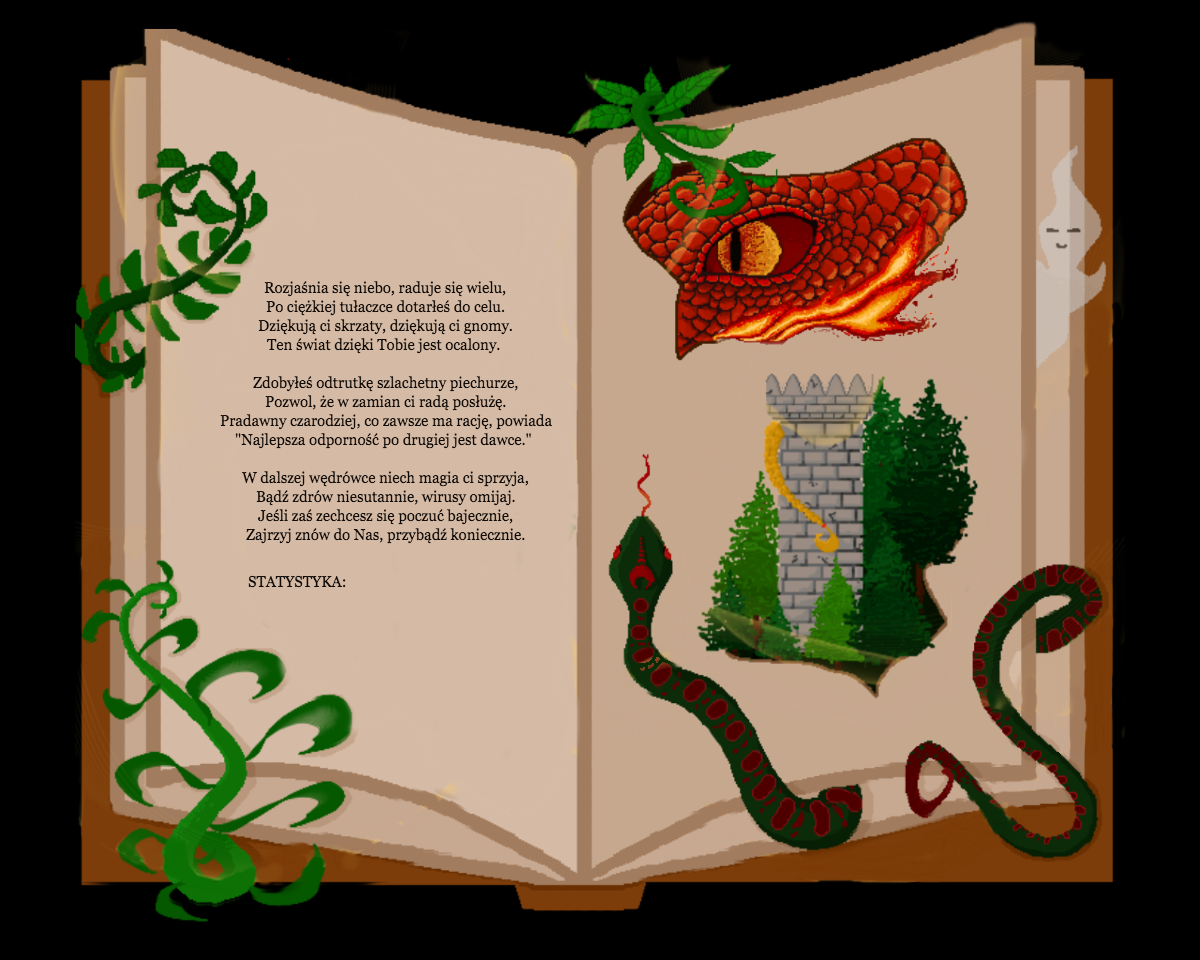 Rozjaśnia się niebo, raduje się wielu,
Po ciężkiej tułaczce dotarłeś do celu.
Dziękują ci skrzaty, dziękują ci gnomy.
Ten świat dzięki Tobie jest ocalony.
Zdobyłeś odtrutkę szlachetny piechurze,
Pozwol, że w zamian ci radą posłużę.
Pradawny czarodziej, co zawsze ma rację, powiada
"Najlepsza odporność po drugiej jest dawce."
W dalszej wędrówce niech magia ci sprzyja,
Bądź zdrów niesutannie, wirusy omijaj.
Jeśli zaś zechcesz się poczuć bajecznie,
Zajrzyj znów do Nas, przybądź koniecznie.
STATYSTYKA: